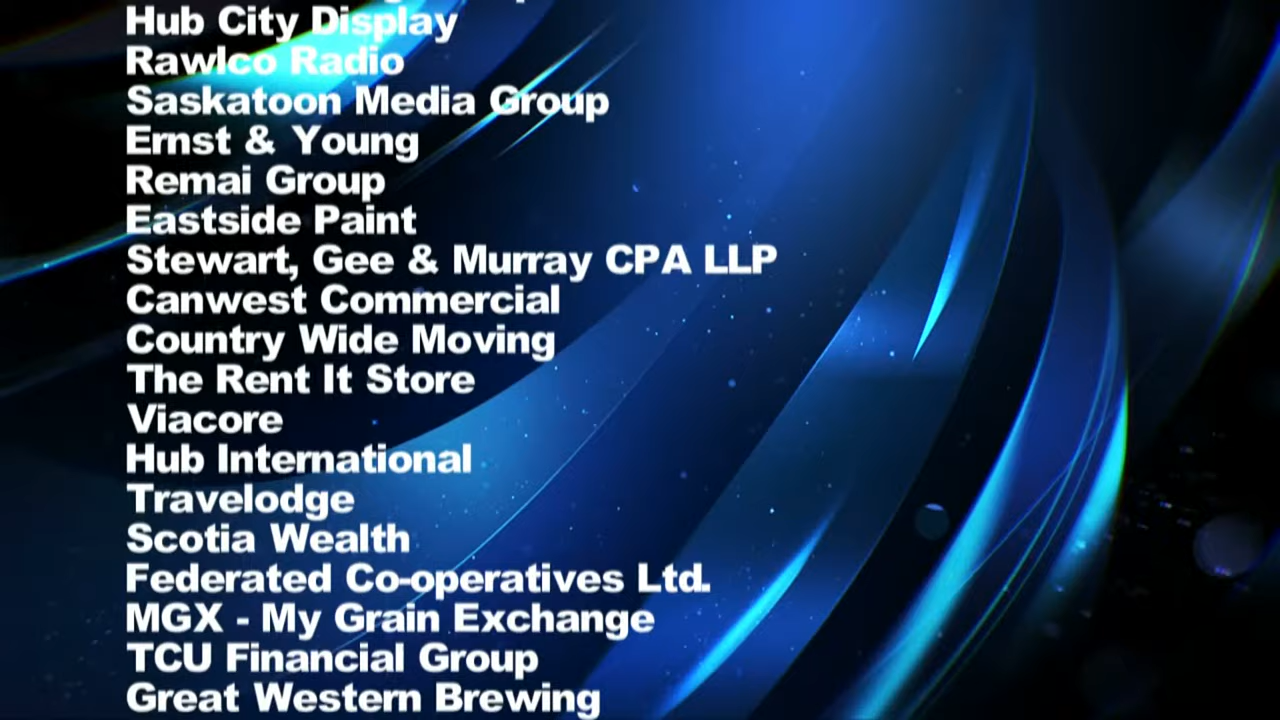 Hub City Display
Rawlco Radio
Saskatoon Media Group
Ernst & Young
Remai Group
Eastside Paint
Stewart, Gee & Murray CPA LLP
Canwest Commercial
Country Wide Moving
The Rent It Store
Viacore
Hub International
Travelodge
Scotia Wealth
Federated Co-operatives Ltd.
MGX - My Grain Exchange
TCU Financial Group
Great Western Brewing